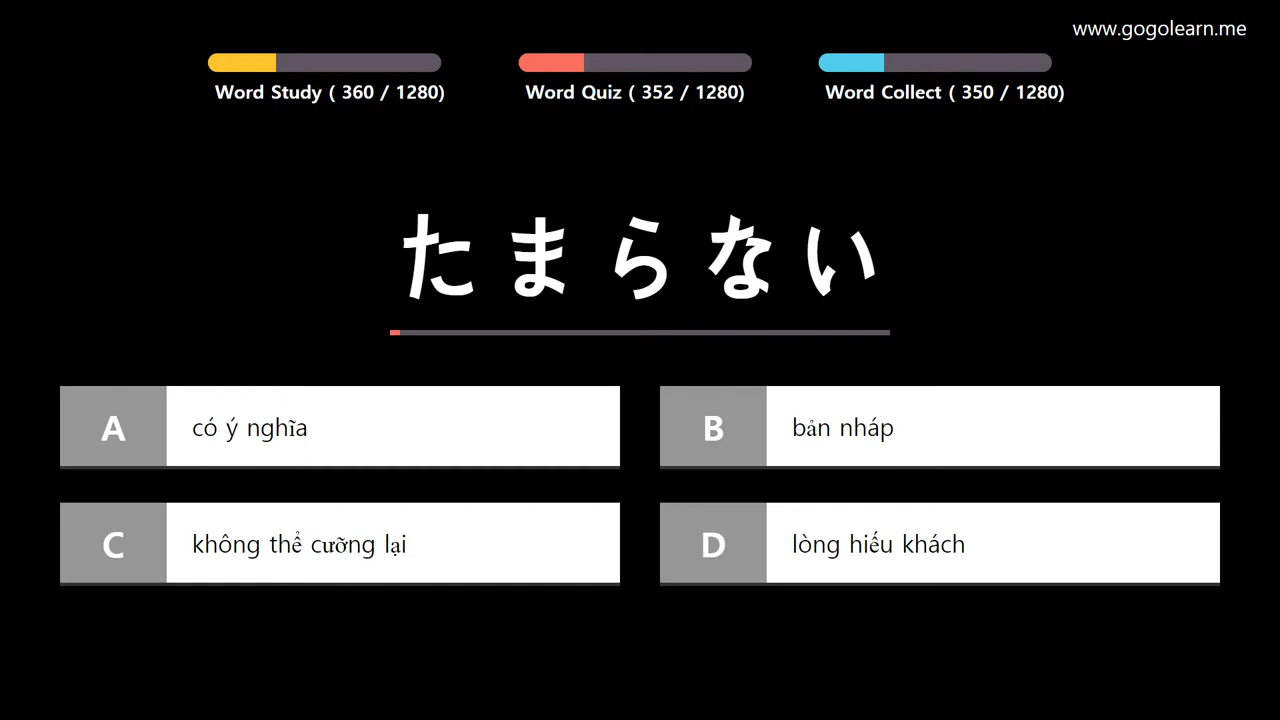 www.gogolearn.me
Word Study ( 360 / 1280)
Word Quiz ( 352 / 1280)
Word Collect ( 350 / 1280)
たまらない
A có ý nghĩa
B bản nháp
C không thể cưỡng lại
D lòng hiếu khách